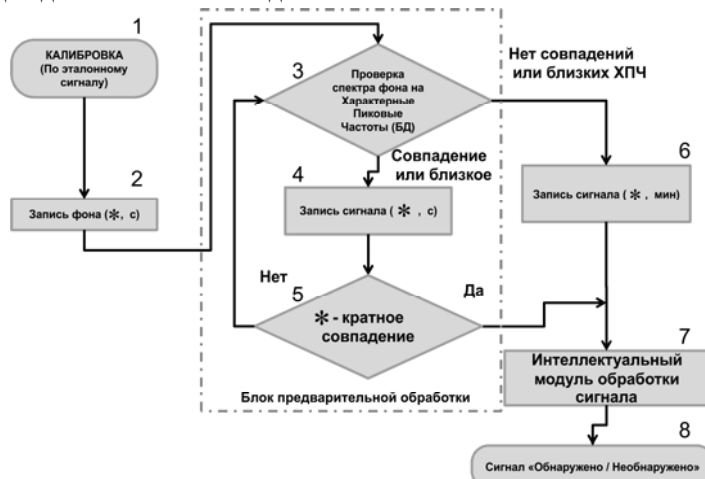 1
КАЛИБРОВКА
(По эталонному
сигналу)
2
Запись фона (*, с)
3
Проверка
спектра фона на
Характерные
Пиковые
Частоты (БД)
Нет совпадений
или близких ХПЧ
Совпадение
или близкое
4
Запись сигнала ( * , с)
5
* - кратное
совпадение
Нет
Да
Блок предварительной обработки
6
Запись сигнала ( * , мин)
7
Интеллектуальный
модуль обработки
сигнала
8
Сигнал «Обнаружено / Необнаружено»